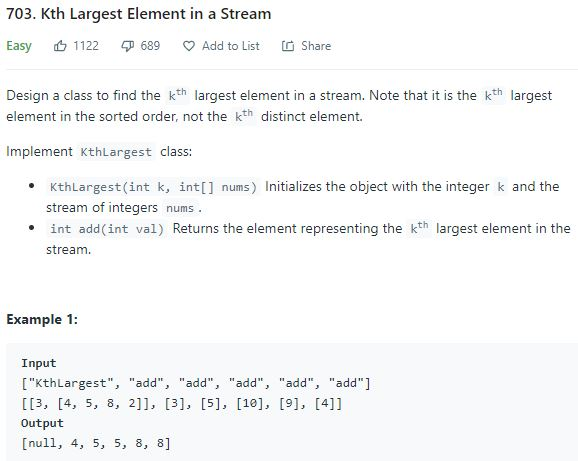 703. Kth Largest Element in a Stream
Easy 1122 689 Add to List Share
Design a class to find the kth largest element in a stream. Note that it is the kth largest
element in the sorted order, not the kth distinct element.
Implement KthLargest class:
• KthLargest(int k, int[] nums) Initializes the object with the integer k and the
stream of integers nums .
• int add(int val) Returns the element representing the kth largest element in the
stream.
Example 1:
Input
["KthLargest", "add", "add", "add", "add", "add"]
[[3, [4, 5, 8, 2]], [3], [5], [10], [9], [4]]
Output
[null, 4, 5, 5, 8, 8]